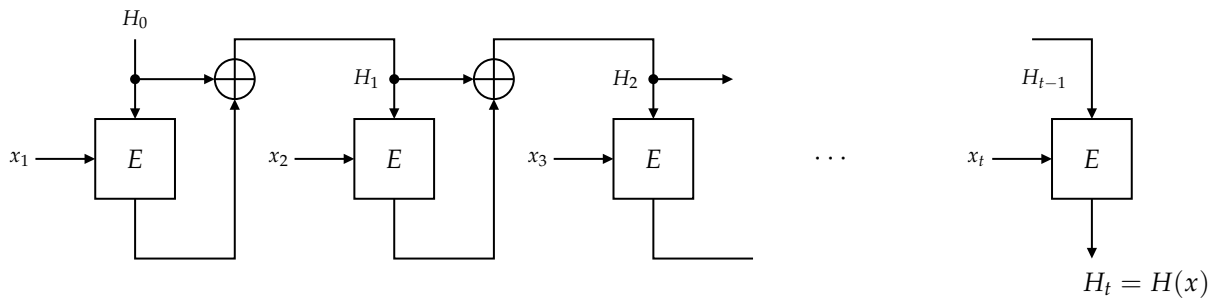 H₀
H₁
H₂
Hₜ₋₁
x₁ E
x₂ E
x₃ E
···
xₜ E
Hₜ = H(x)